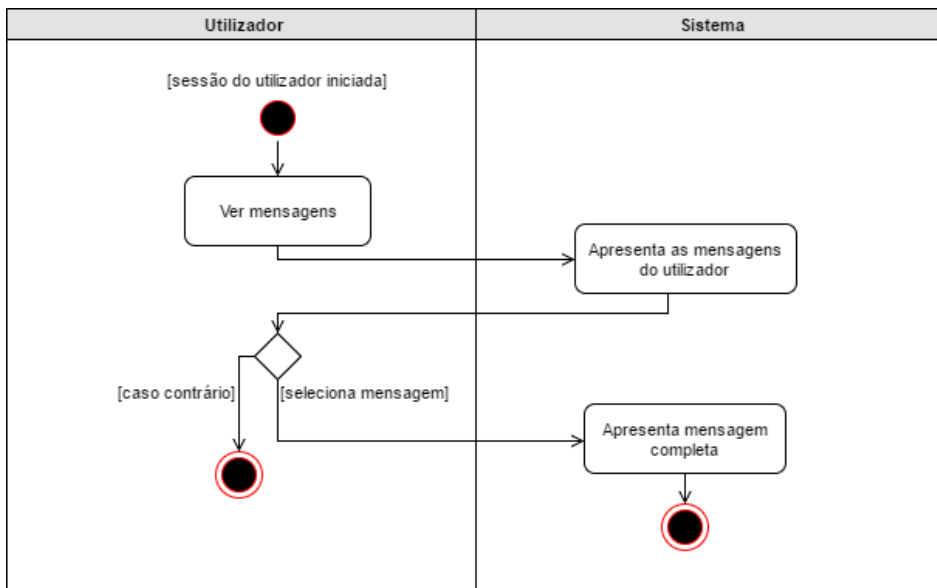 Utilizador
Sistema
[sessão do utilizador iniciada]
Ver mensagens
Apresenta as mensagens
do utilizador
[caso contrário]
[seleciona mensagem]
Apresenta mensagem
completa